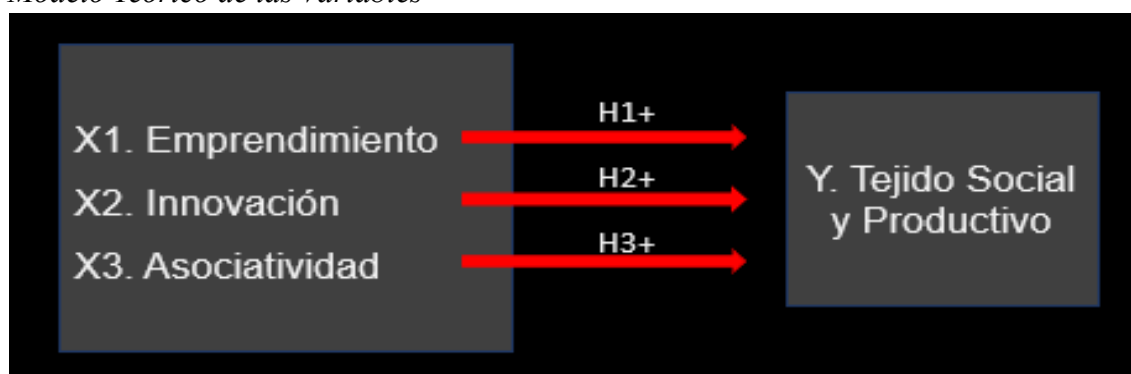 Modelo Teórico de las Variables
X1. Emprendimiento
X2. Innovación
X3. Asociatividad
H1+
H2+
H3+
Y. Tejido Social
y Productivo